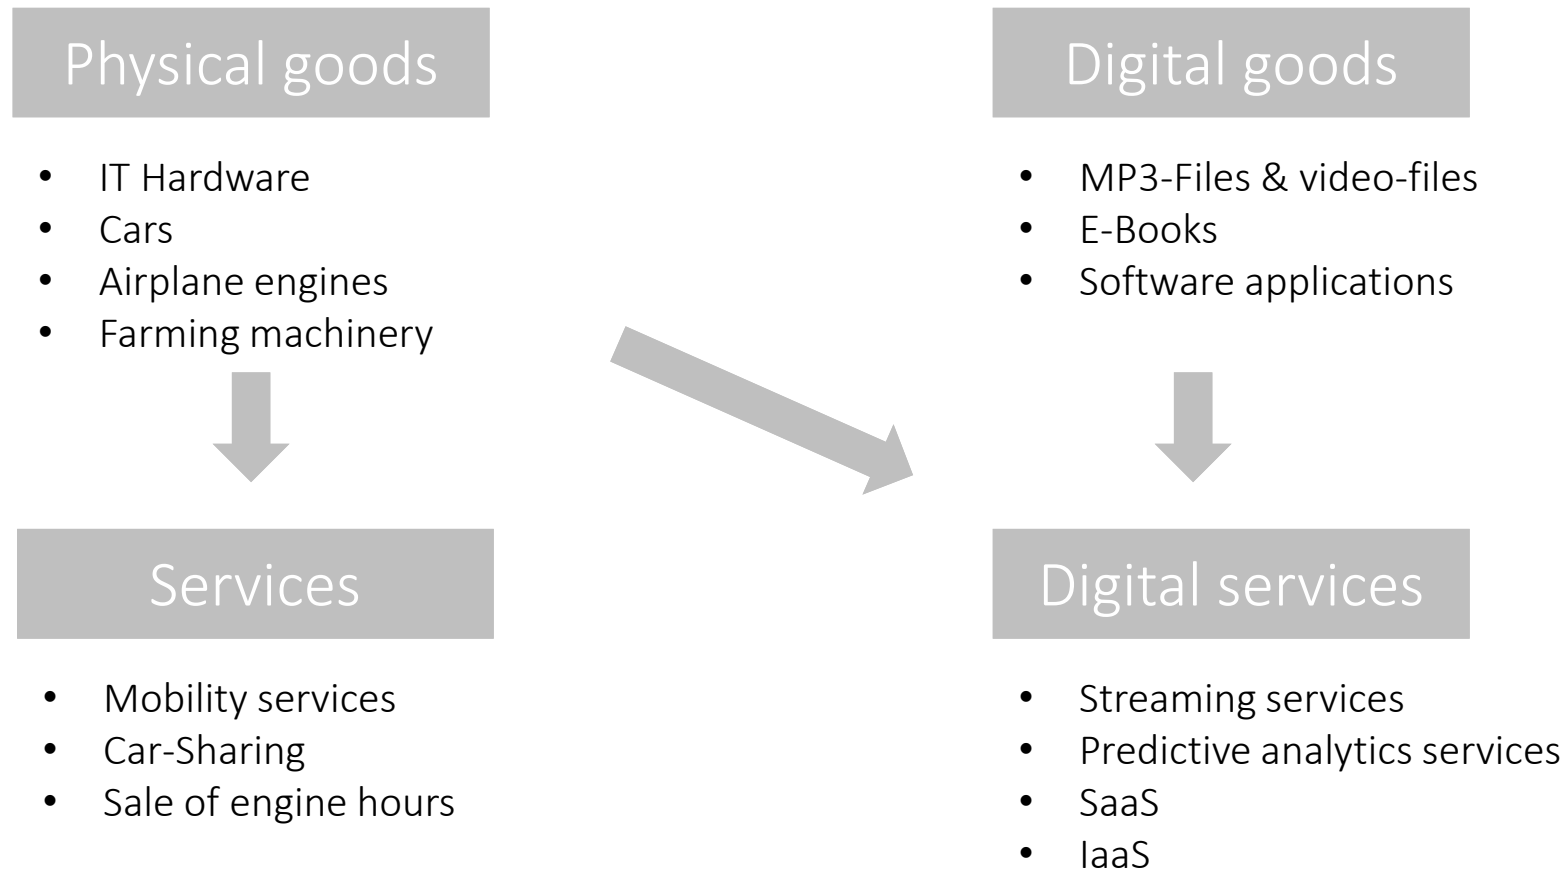 Physical goods
• IT Hardware
• Cars
• Airplane engines
• Farming machinery
Digital goods
• MP3-Files & video-files
• E-Books
• Software applications
Services
• Mobility services
• Car-Sharing
• Sale of engine hours
Digital services
• Streaming services
• Predictive analytics services
• SaaS
• IaaS